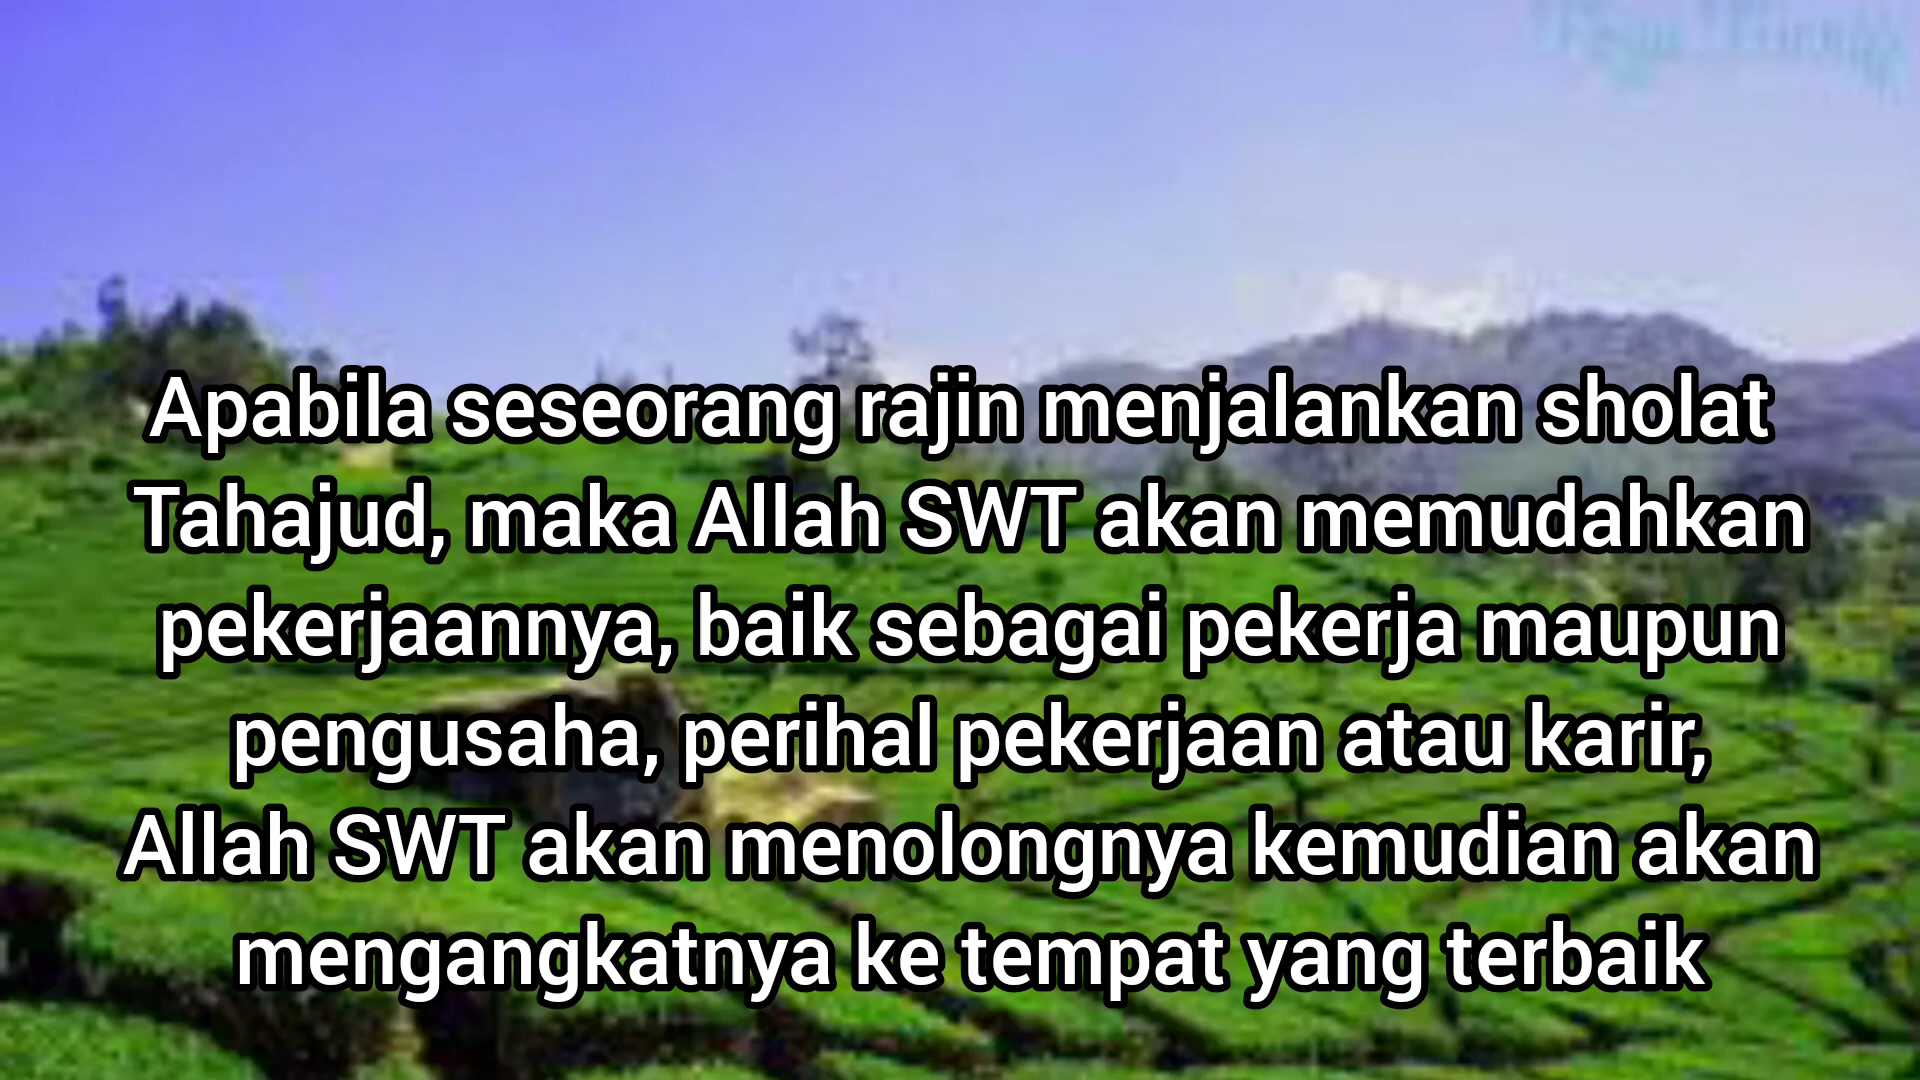 Apabila seseorang rajin menjalankan sholat
Tahajud, maka Allah SWT akan memudahkan
pekerjaannya, baik sebagai pekerja maupun
pengusaha, perihal pekerjaan atau karir,
Allah SWT akan menolongnya kemudian akan
mengangkatnya ke tempat yang terbaik